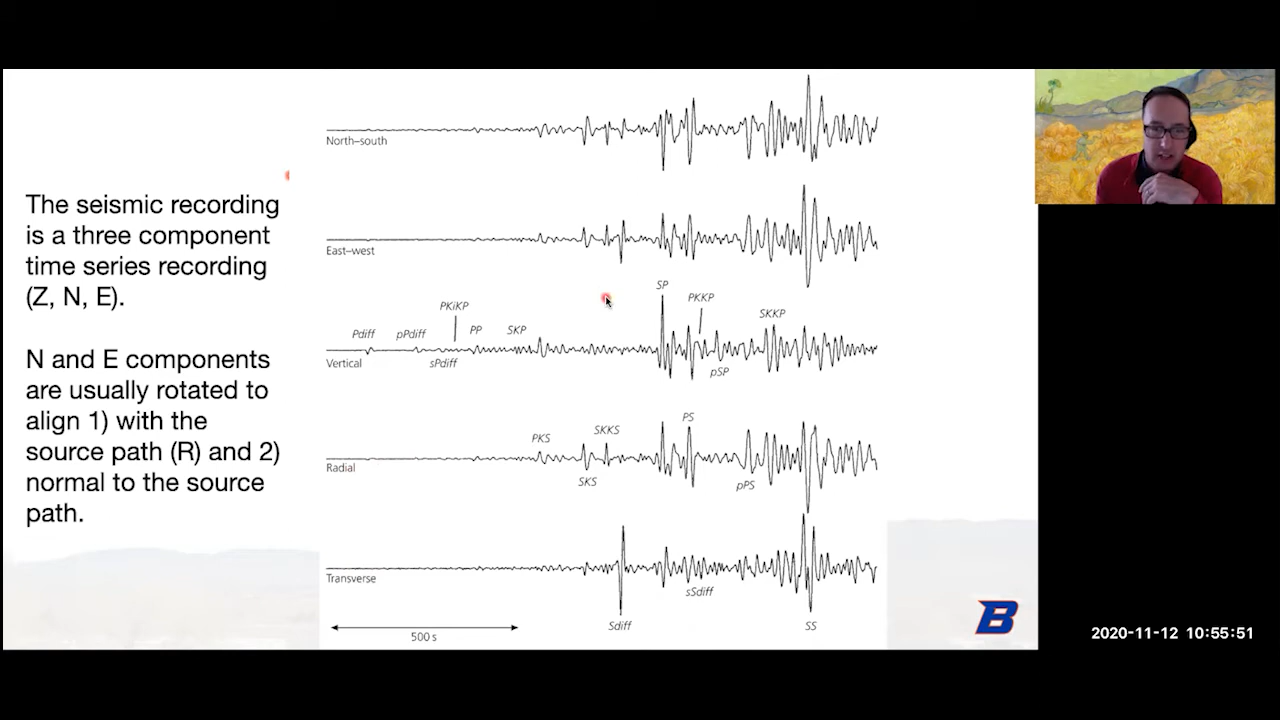 The seismic recording
is a three component
time series recording
(Z, N, E).
N and E components
are usually rotated to
align 1) with the
source path (R) and 2)
normal to the source
path.
North–south
East–west
SP
PKKP
PKiKP
SKKP
Pdiff
pPdiff
PP
SKP
sPdiff
Vertical
pSP
PS
SKKS
PKS
Radial
SKS
pPS
Transverse
sSdiff
Sdiff
SS
500 s
B
2020-11-12 10:55:51